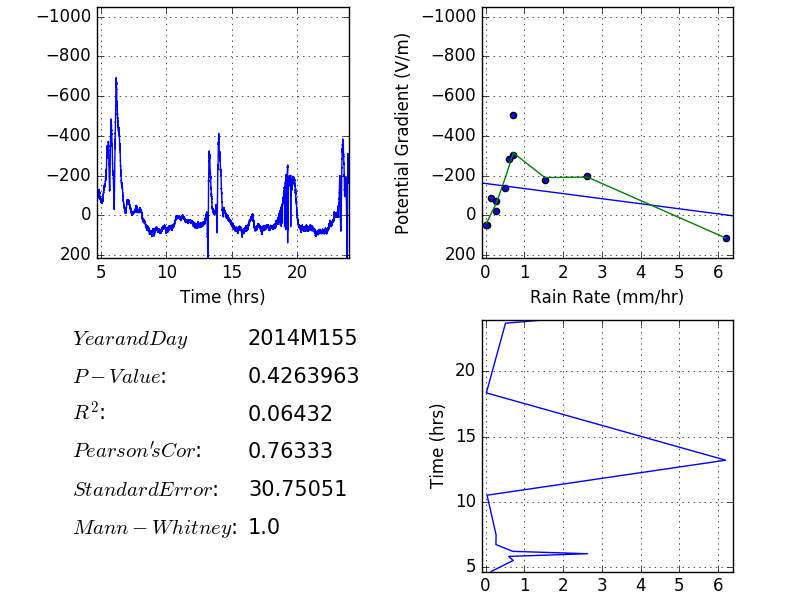 −1000
−800
−600
−400
−200
0
200
5 10 15 20
Time (hrs)
Potential Gradient (V/m)
−1000
−800
−600
−400
−200
0
200
0 1 2 3 4 5 6
Rain Rate (mm/hr)
YearandDay 2014M155
P−Value: 0.4263963
R²: 0.06432
Pearson'sCor: 0.76333
StandardError: 30.75051
Mann−Whitney: 1.0
Time (hrs)
20
15
10
5
0 1 2 3 4 5 6